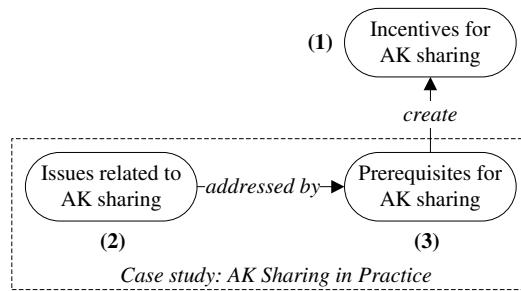 (1)
Incentives for
AK sharing
create
Issues related to
AK sharing
addressed by
Prerequisites for
AK sharing
(2)
(3)
Case study: AK Sharing in Practice